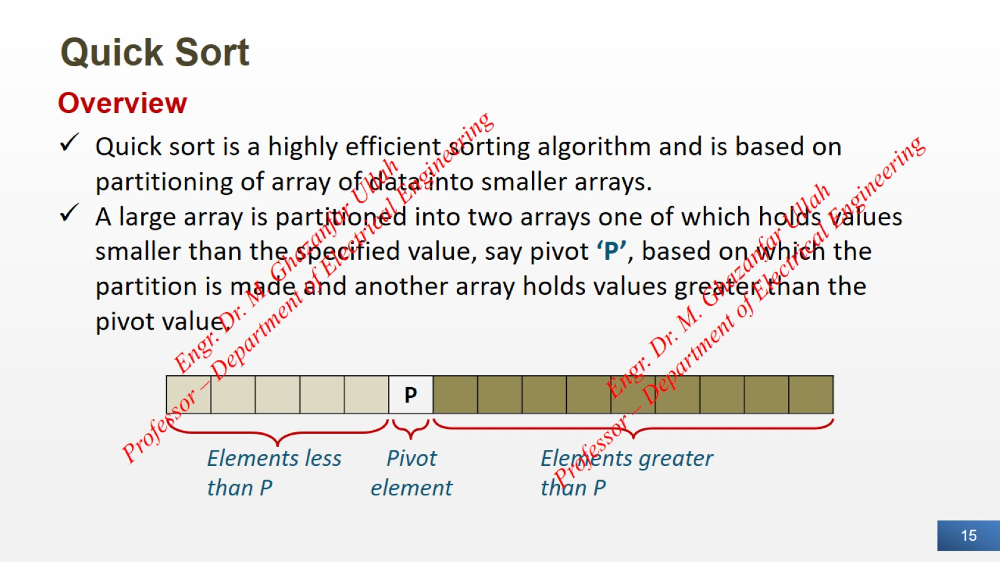 Quick Sort
Overview
✓ Quick sort is a highly efficient sorting algorithm and is based on
partitioning of array of data into smaller arrays.
✓ A large array is partitioned into two arrays one of which holds values
smaller than the specified value, say pivot ‘P’, based on which the
partition is made and another array holds values greater than the
pivot value.
Engr. Dr. M. Ghazanfar Ullah
Professor – Department of Electrical Engineering
Engr. Dr. M. Ghazanfar Ullah
Professor – Department of Electrical Engineering
P
Elements less
than P
Pivot
element
Elements greater
than P
15